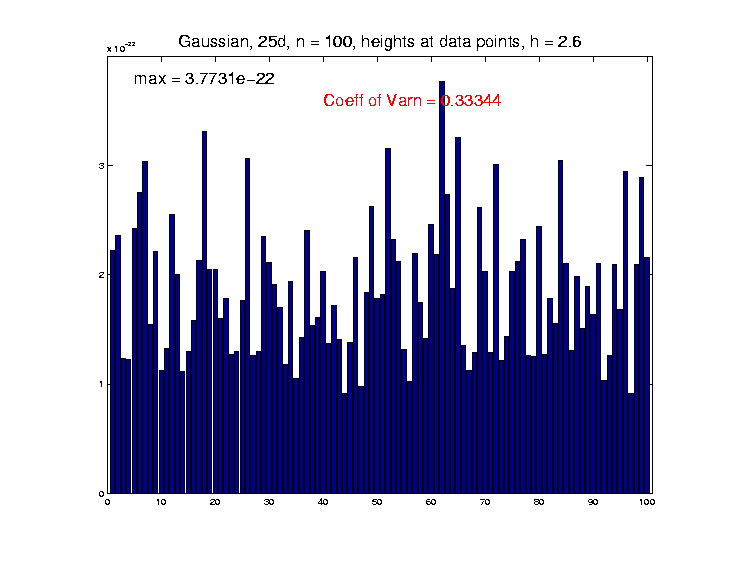 Gaussian, 25d, n = 100, heights at data points, h = 2.6
x 10^-22
max = 3.7731e−22
Coeff of Varn = 0.33344
3
2
1
0
0 10 20 30 40 50 60 70 80 90 100